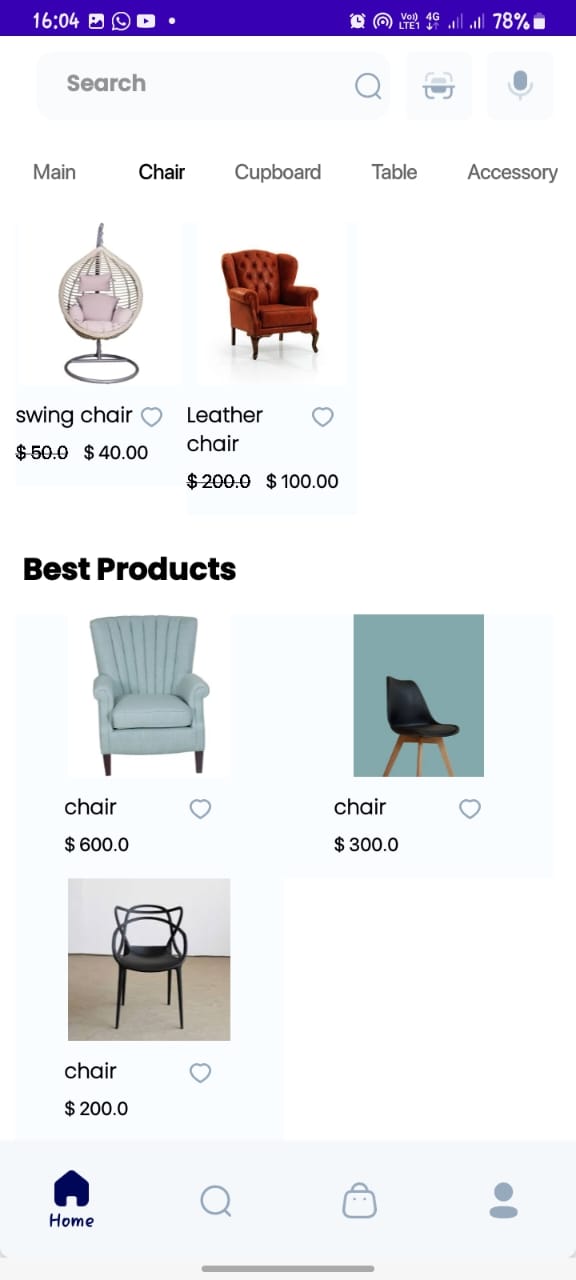 16:04 Vo)) LTE1 4G 78%
Search
Main Chair Cupboard Table Accessory
swing chair Leather chair
$ 50.0 $ 40.00
$ 200.0 $ 100.00
Best Products
chair chair
$ 600.0 $ 300.0
chair
$ 200.0
Home